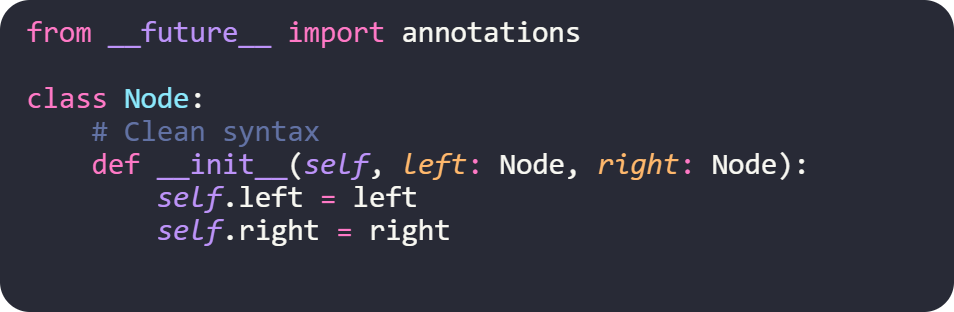 from __future__ import annotations
class Node:
    # Clean syntax
    def __init__(self, left: Node, right: Node):
        self.left = left
        self.right = right